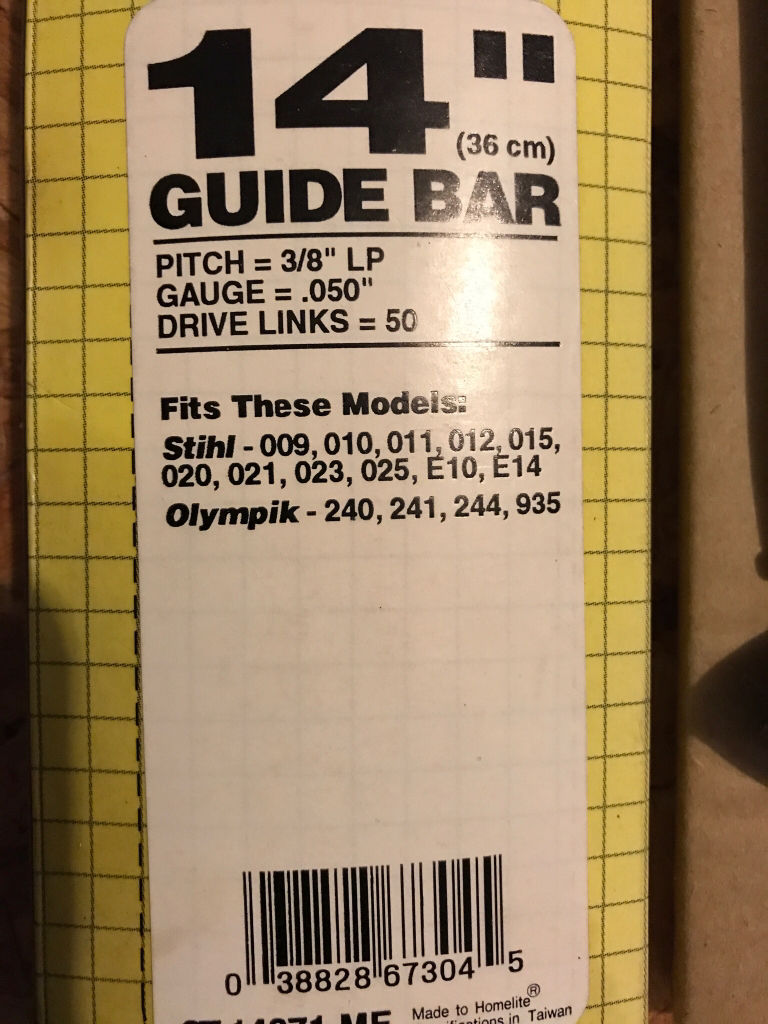 14"
(36 cm)
GUIDE BAR
PITCH = 3/8" LP
GAUGE = .050"
DRIVE LINKS = 50
Fits These Models:
Stihl - 009, 010, 011, 012, 015,
020, 021, 023, 025, E10, E14
Olympik - 240, 241, 244, 935
0 38828 67304 5
Made to Homelite®
in Taiwan